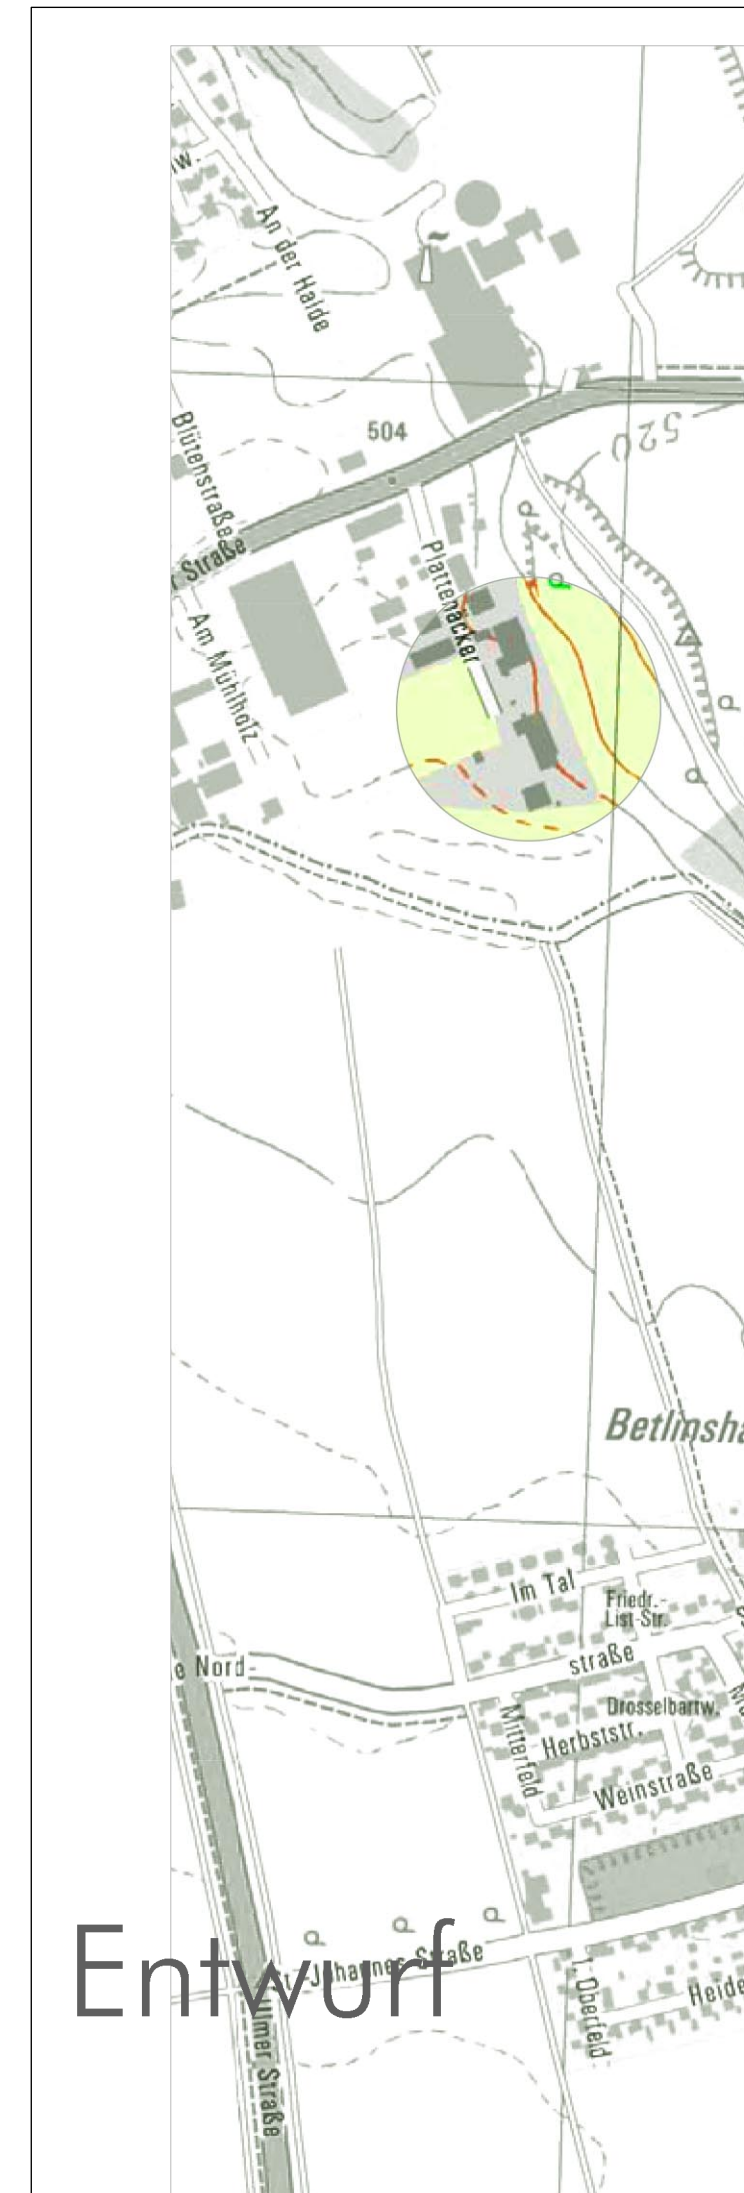 An der Halde
504
520
Blütenstraße
r Straße
Plattenäcker
Am Mühlholz
Betlinsha
Im Tal
Friedr.-
List-Str.
e Nord-
straße
Drosselbartw.
Mitterfeld
Herbststr.
Weinstraße
Entwurf
St.-Johannes-Straße
Heide
Oberfeld
Ulmer Straße